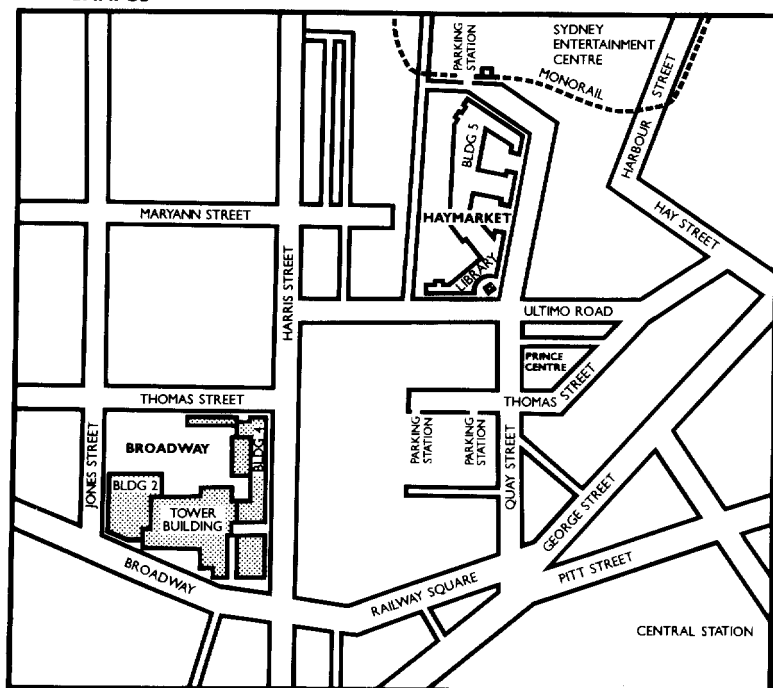 SYDNEY
ENTERTAINMENT
CENTRE
PARKING
STATION
MONORAIL
HARBOUR STREET
BLDG 5
HAY STREET
MARYANN STREET
HAYMARKET
LIBRARY
HARRIS STREET
ULTIMO ROAD
PRINCE
CENTRE
THOMAS STREET
THOMAS STREET
JONES STREET
BROADWAY
BLDG 4
PARKING
STATION
PARKING
STATION
QUAY STREET
BLDG 2
TOWER
BUILDING
GEORGE STREET
BROADWAY
RAILWAY SQUARE
PITT STREET
CENTRAL STATION